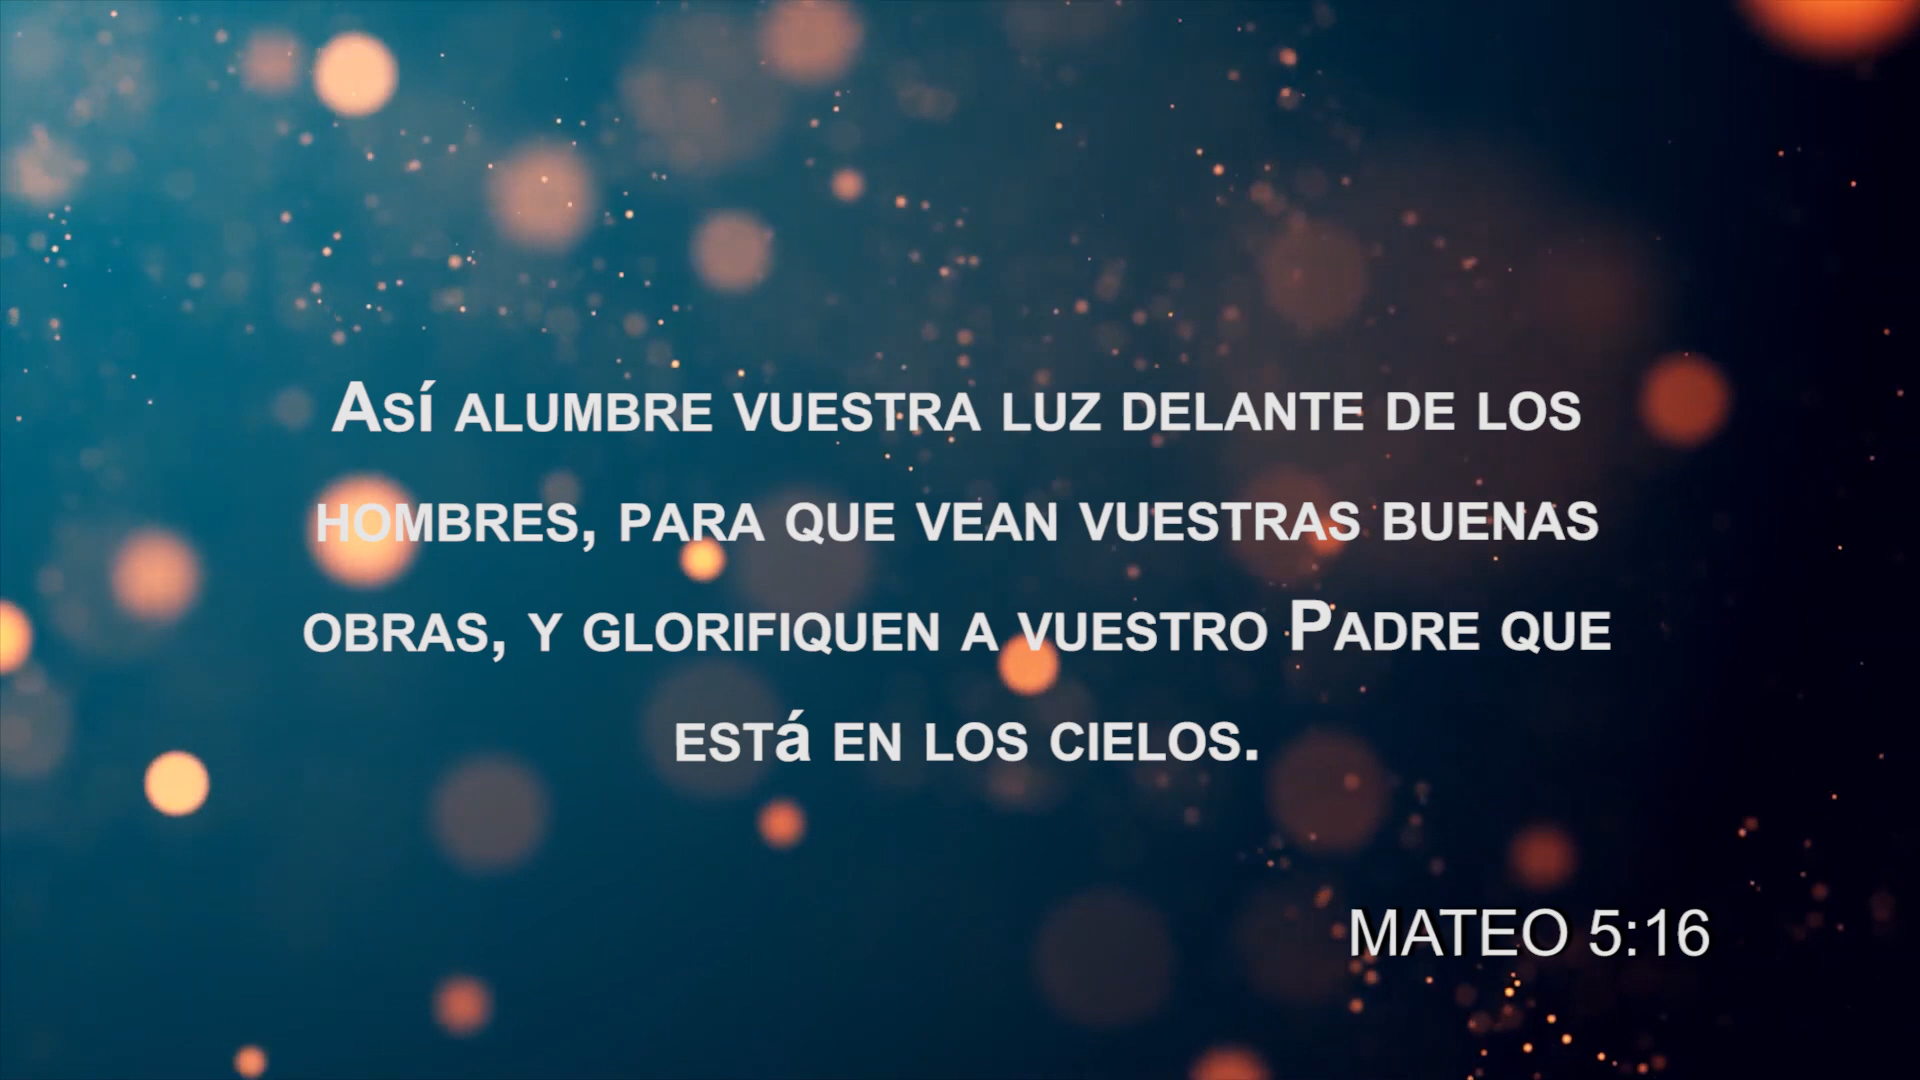 Así alumbre vuestra luz delante de los
hombres, para que vean vuestras buenas
obras, y glorifiquen a vuestro Padre que
está en los cielos.
MATEO 5:16